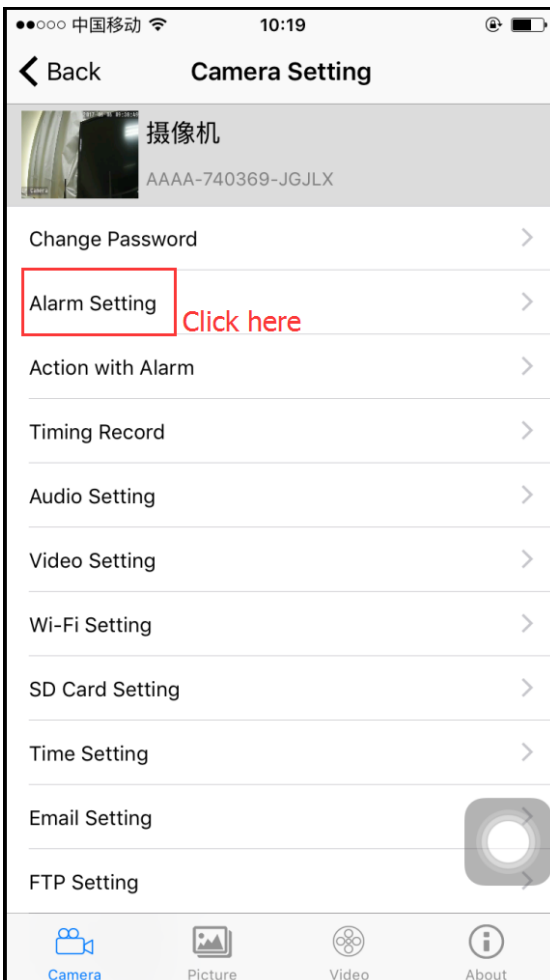 中国移动 10:19
Back Camera Setting
摄像机
AAAA-740369-JGJLX
Change Password
Alarm Setting
Click here
Action with Alarm
Timing Record
Audio Setting
Video Setting
Wi-Fi Setting
SD Card Setting
Time Setting
Email Setting
FTP Setting
Camera Picture Video About